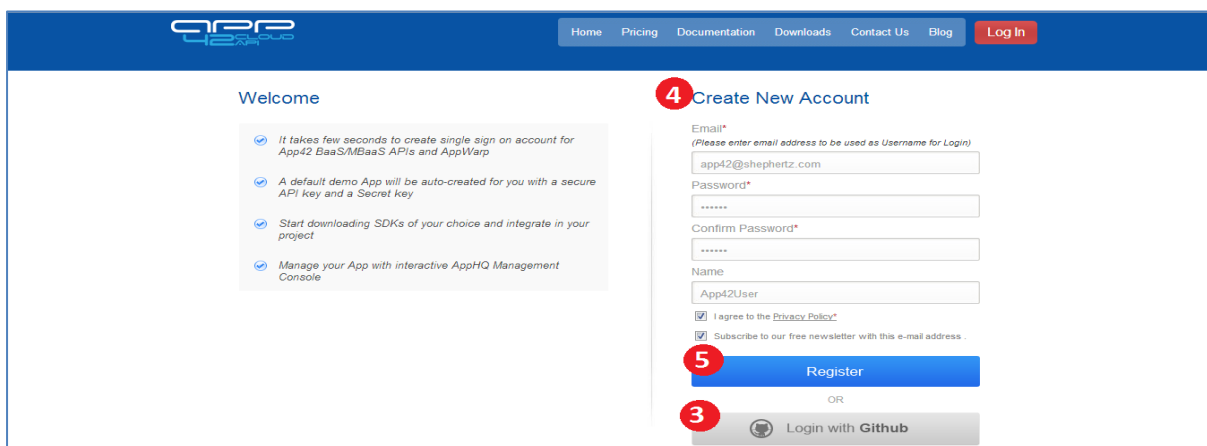 app
42 CLOUD
API
Home Pricing Documentation Downloads Contact Us Blog Log In
Welcome
It takes few seconds to create single sign on account for
App42 BaaS/MBaaS APIs and AppWarp
A default demo App will be auto-created for you with a secure
API key and a Secret key
Start downloading SDKs of your choice and integrate in your
project
Manage your App with interactive AppHQ Management
Console
4 Create New Account
Email*
(Please enter email address to be used as Username for Login)
app42@shephertz.com
Password*
••••••
Confirm Password*
••••••
Name
App42User
I agree to the Privacy Policy*
Subscribe to our free newsletter with this e-mail address .
5 Register
OR
3 Login with Github